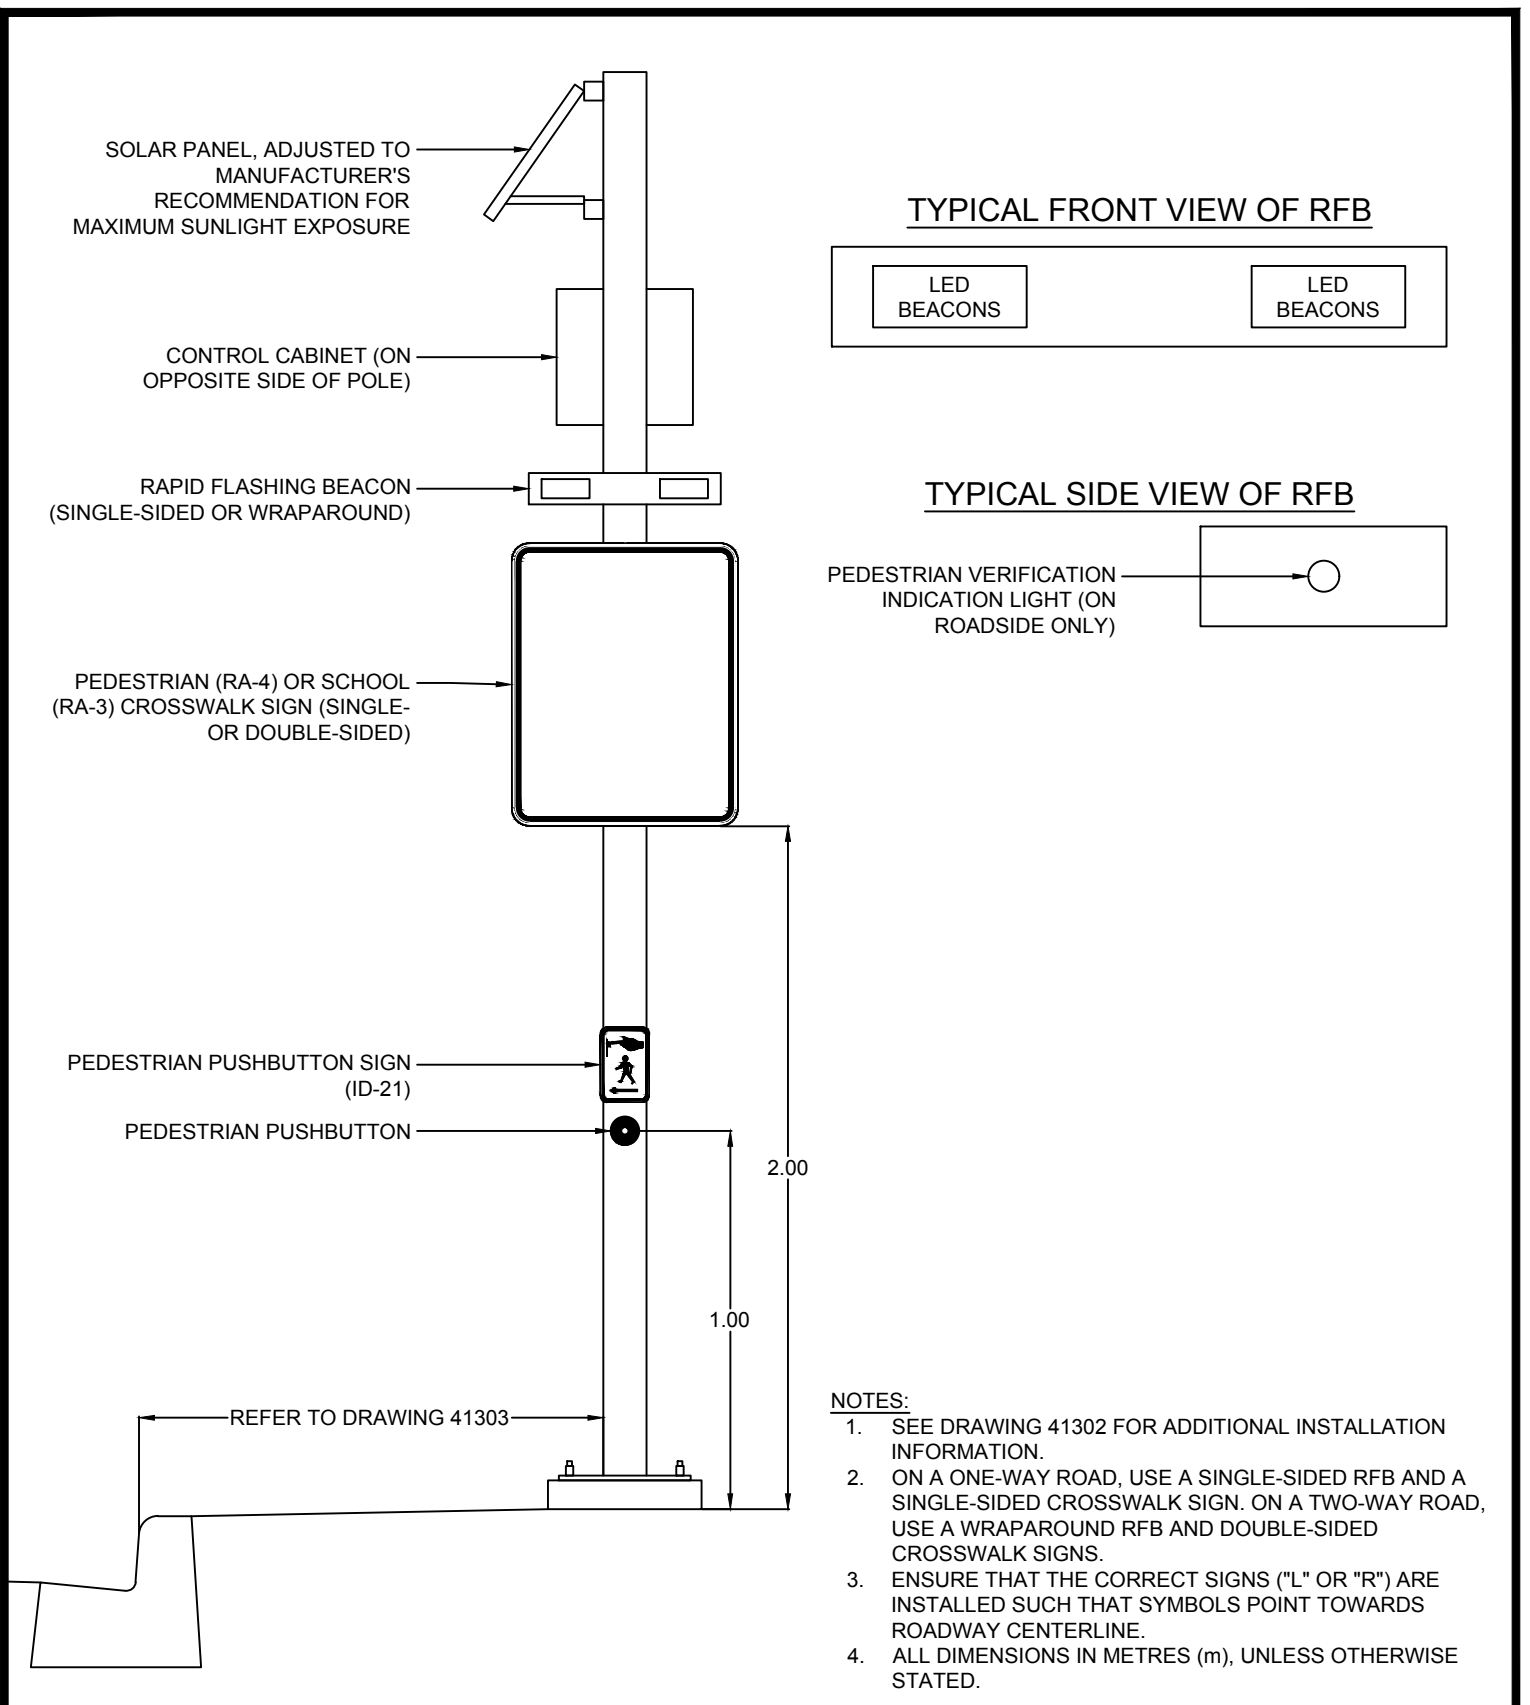 SOLAR PANEL, ADJUSTED TO
MANUFACTURER'S
RECOMMENDATION FOR
MAXIMUM SUNLIGHT EXPOSURE
CONTROL CABINET (ON
OPPOSITE SIDE OF POLE)
RAPID FLASHING BEACON
(SINGLE-SIDED OR WRAPAROUND)
PEDESTRIAN (RA-4) OR SCHOOL
(RA-3) CROSSWALK SIGN (SINGLE-
OR DOUBLE-SIDED)
PEDESTRIAN PUSHBUTTON SIGN
(ID-21)
PEDESTRIAN PUSHBUTTON
2.00
1.00
REFER TO DRAWING 41303
TYPICAL FRONT VIEW OF RFB
LED
BEACONS
LED
BEACONS
TYPICAL SIDE VIEW OF RFB
PEDESTRIAN VERIFICATION
INDICATION LIGHT (ON
ROADSIDE ONLY)
NOTES:
1. SEE DRAWING 41302 FOR ADDITIONAL INSTALLATION
INFORMATION.
2. ON A ONE-WAY ROAD, USE A SINGLE-SIDED RFB AND A
SINGLE-SIDED CROSSWALK SIGN. ON A TWO-WAY ROAD,
USE A WRAPAROUND RFB AND DOUBLE-SIDED
CROSSWALK SIGNS.
3. ENSURE THAT THE CORRECT SIGNS ("L" OR "R") ARE
INSTALLED SUCH THAT SYMBOLS POINT TOWARDS
ROADWAY CENTERLINE.
4. ALL DIMENSIONS IN METRES (m), UNLESS OTHERWISE
STATED.